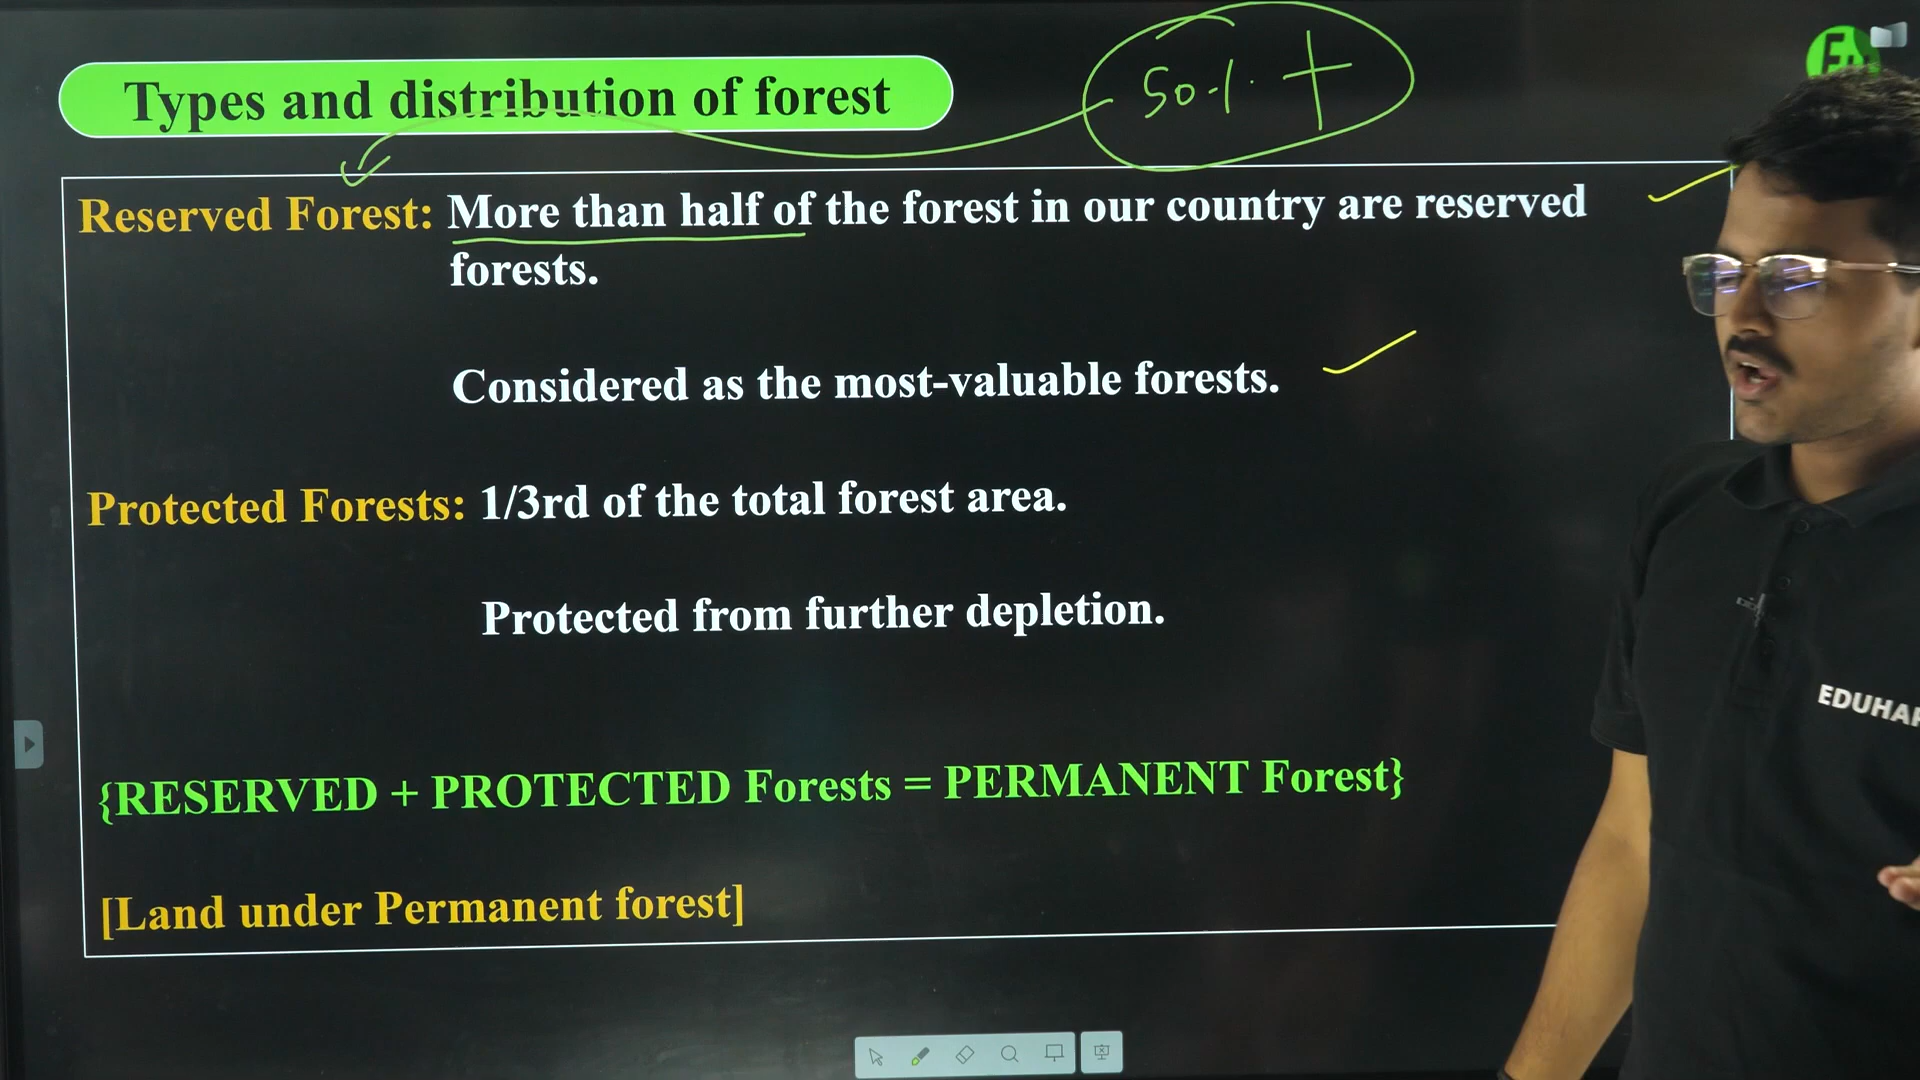 50% +
Types and distribution of forest
Reserved Forest: More than half of the forest in our country are reserved
forests.
Considered as the most-valuable forests.
Protected Forests: 1/3rd of the total forest area.
Protected from further depletion.
{RESERVED + PROTECTED Forests = PERMANENT Forest}
[Land under Permanent forest]
EDUHA